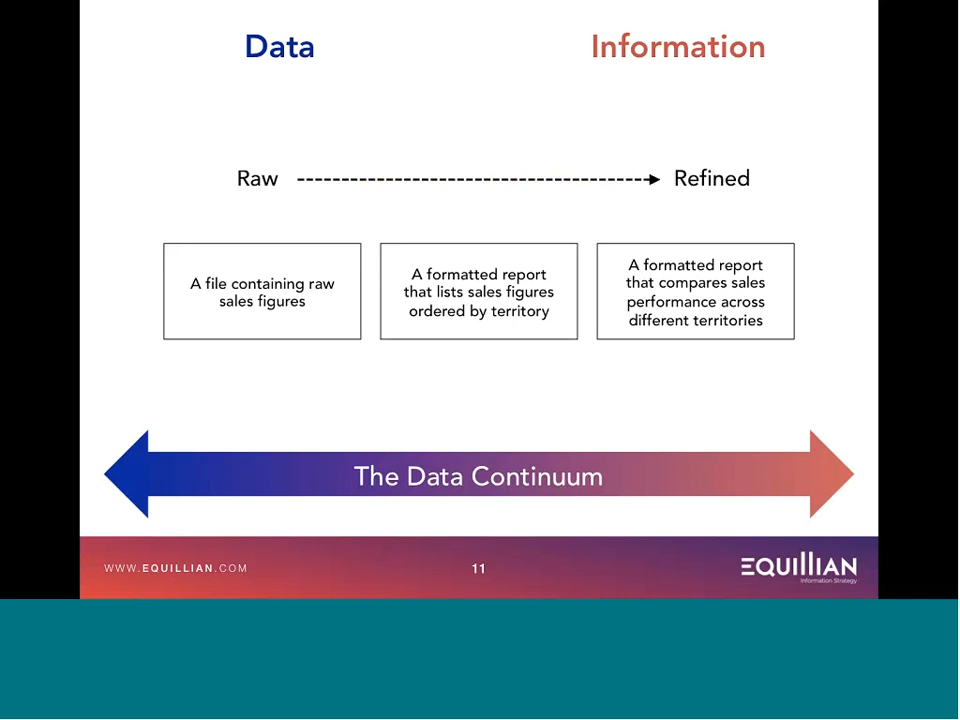 Data
Information
Raw
Refined
A file containing raw
sales figures
A formatted report
that lists sales figures
ordered by territory
A formatted report
that compares sales
performance across
different territories
The Data Continuum
WWW.EQUILLIAN.COM
11
EQUILLIAN
Information Strategy